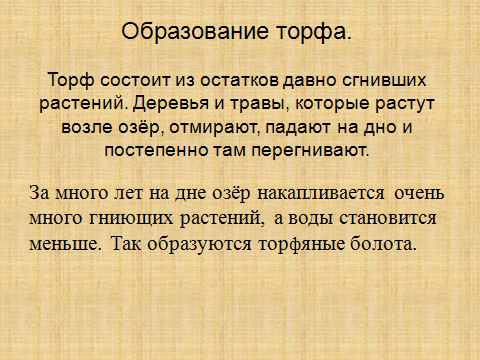 Образование торфа.
Торф состоит из остатков давно сгнивших
растений. Деревья и травы, которые растут
возле озёр, отмирают, падают на дно и
постепенно там перегнивают.
За много лет на дне озёр накапливается очень
много гниющих растений, а воды становится
меньше. Так образуются торфяные болота.